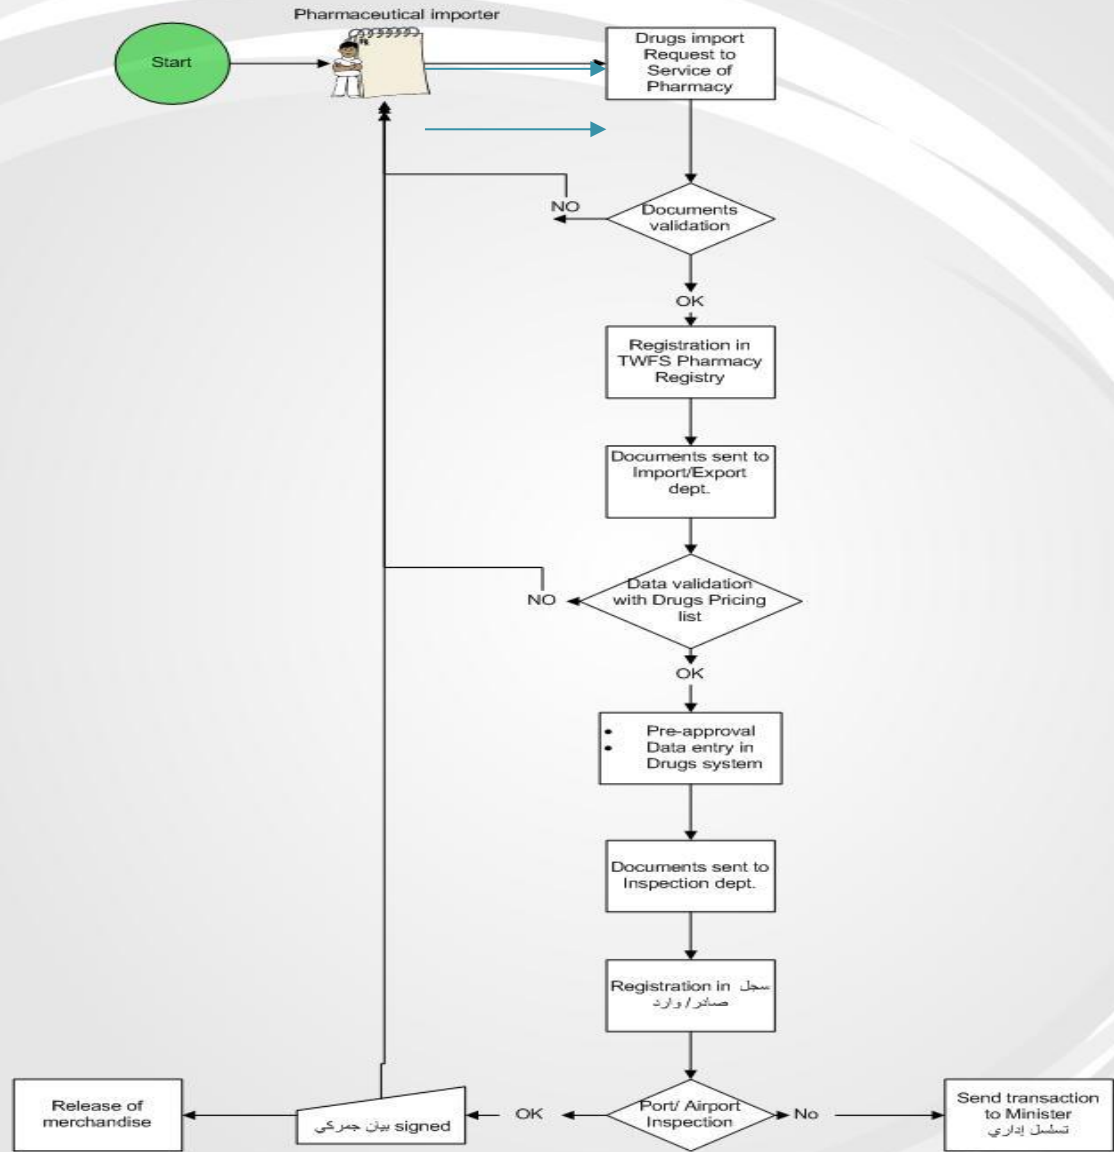 Pharmaceutical importer
Start
Drugs import
Request to
Service of
Pharmacy
NO
Documents
validation
OK
Registration in
TWFS Pharmacy
Registry
Documents sent to
Import/Export
dept.
NO
Data validation
with Drugs Pricing
list
OK
• Pre-approval
• Data entry in
Drugs system
Documents sent to
Inspection dept.
Registration in سجل
صادر/ وارد
Release of
merchandise
بيان جمركي signed
OK
Port/ Airport
Inspection
No
Send transaction
to Minister
تسلسل إداري